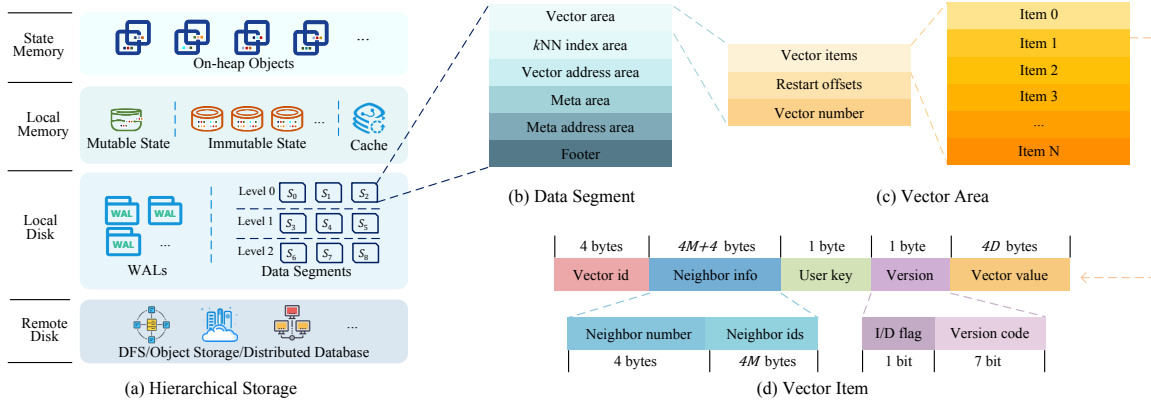 State
Memory
On-heap Objects
...
Local
Memory
Mutable State
Immutable State
...
Cache
Local
Disk
WAL
WAL
WAL
...
WALs
Level 0
S0
S1
S2
Level 1
S3
S4
S5
Level 2
S6
S7
S8
Data Segments
Remote
Disk
...
DFS/Object Storage/Distributed Database
(a) Hierarchical Storage
Vector area
kNN index area
Vector address area
Meta area
Meta address area
Footer
(b) Data Segment
Vector items
Restart offsets
Vector number
Item 0
Item 1
Item 2
Item 3
...
Item N
(c) Vector Area
4 bytes
4M+4 bytes
1 byte
1 byte
4D bytes
Vector id
Neighbor info
User key
Version
Vector value
Neighbor number
Neighbor ids
4 bytes
4M bytes
I/D flag
Version code
1 bit
7 bit
(d) Vector Item